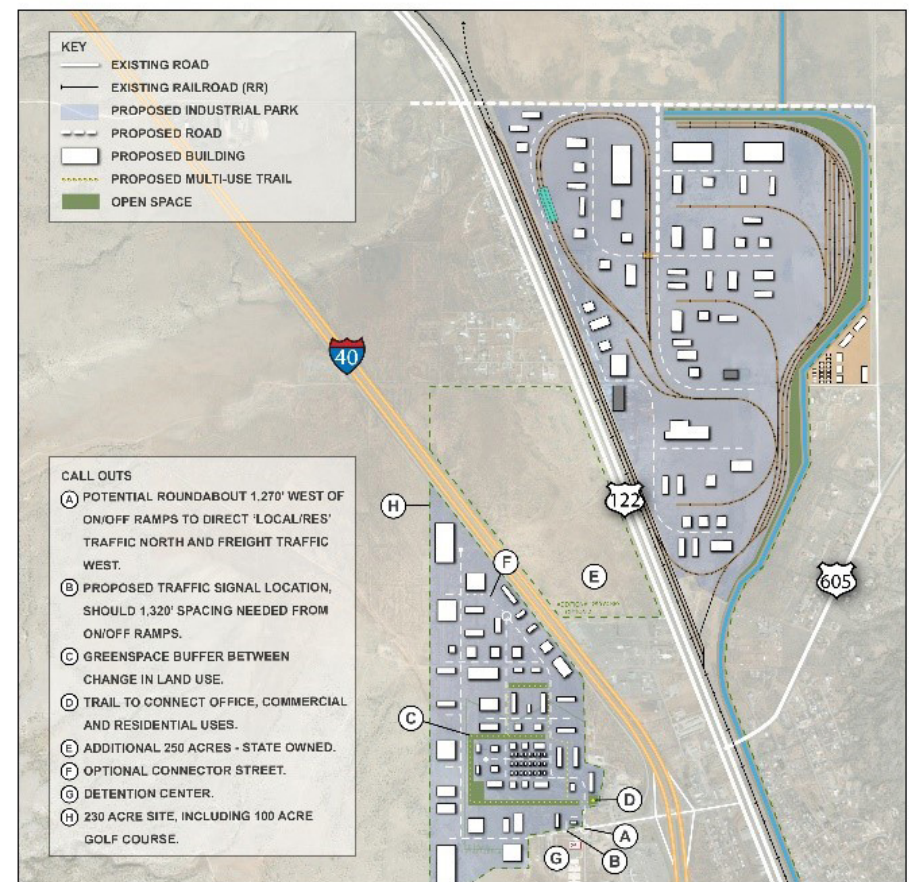 KEY
EXISTING ROAD
EXISTING RAILROAD (RR)
PROPOSED INDUSTRIAL PARK
PROPOSED ROAD
PROPOSED BUILDING
PROPOSED MULTI-USE TRAIL
OPEN SPACE
40
122
605
H
F
E
C
D
A
B
G
CALL OUTS
A POTENTIAL ROUNDABOUT 1,270' WEST OF
ON/OFF RAMPS TO DIRECT 'LOCAL/RES'
TRAFFIC NORTH AND FREIGHT TRAFFIC
WEST.
B PROPOSED TRAFFIC SIGNAL LOCATION,
SHOULD 1,320' SPACING NEEDED FROM
ON/OFF RAMPS.
C GREENSPACE BUFFER BETWEEN
CHANGE IN LAND USE.
D TRAIL TO CONNECT OFFICE, COMMERCIAL
AND RESIDENTIAL USES.
E ADDITIONAL 250 ACRES - STATE OWNED.
F OPTIONAL CONNECTOR STREET.
G DETENTION CENTER.
H 230 ACRE SITE, INCLUDING 100 ACRE
GOLF COURSE.